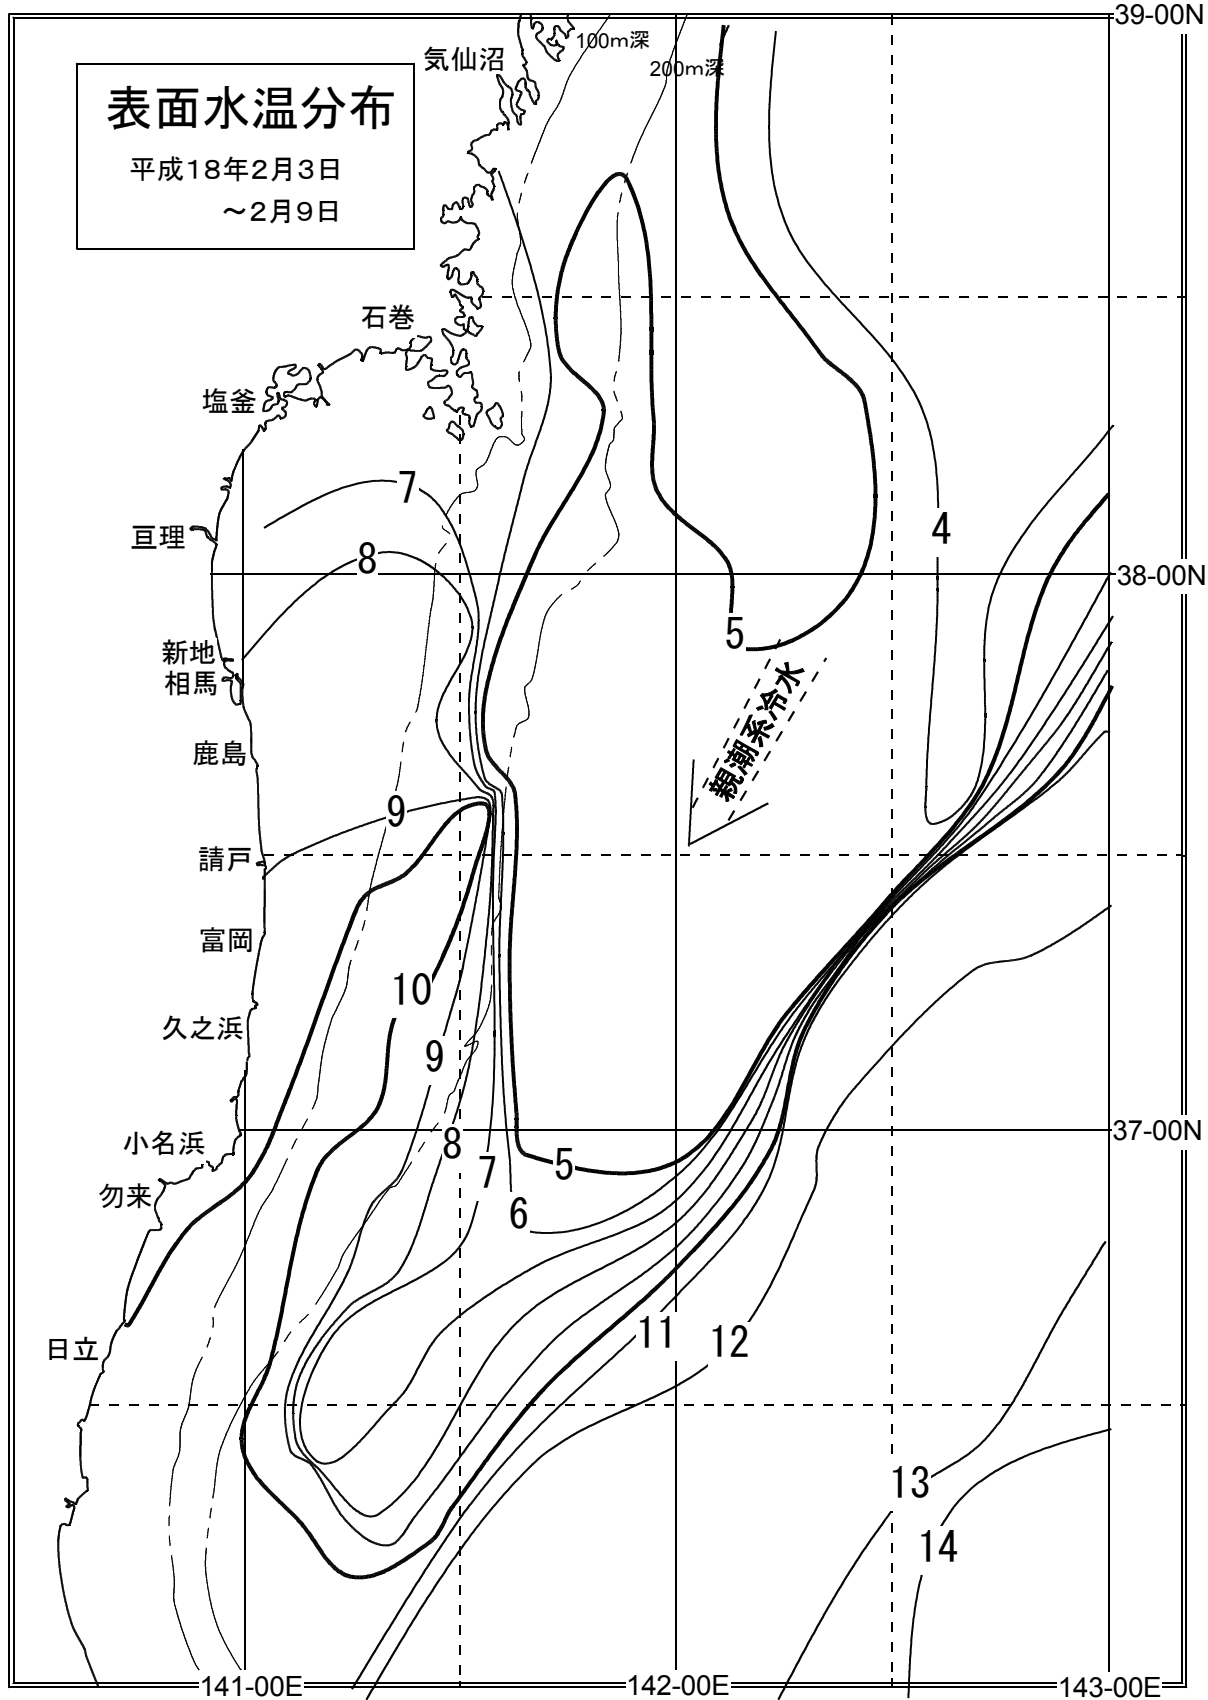 39-00N
100m深
気仙沼
200m深
表面水温分布
平成18年2月3日
～2月9日
石巻
塩釜
7
4
亘理
8
38-00N
5
新地
相馬
親潮系冷水
鹿島
9
請戸
富岡
10
久之浜
9
37-00N
小名浜
8
5
7
勿来
6
11
12
日立
13
14
141-00E
142-00E
143-00E